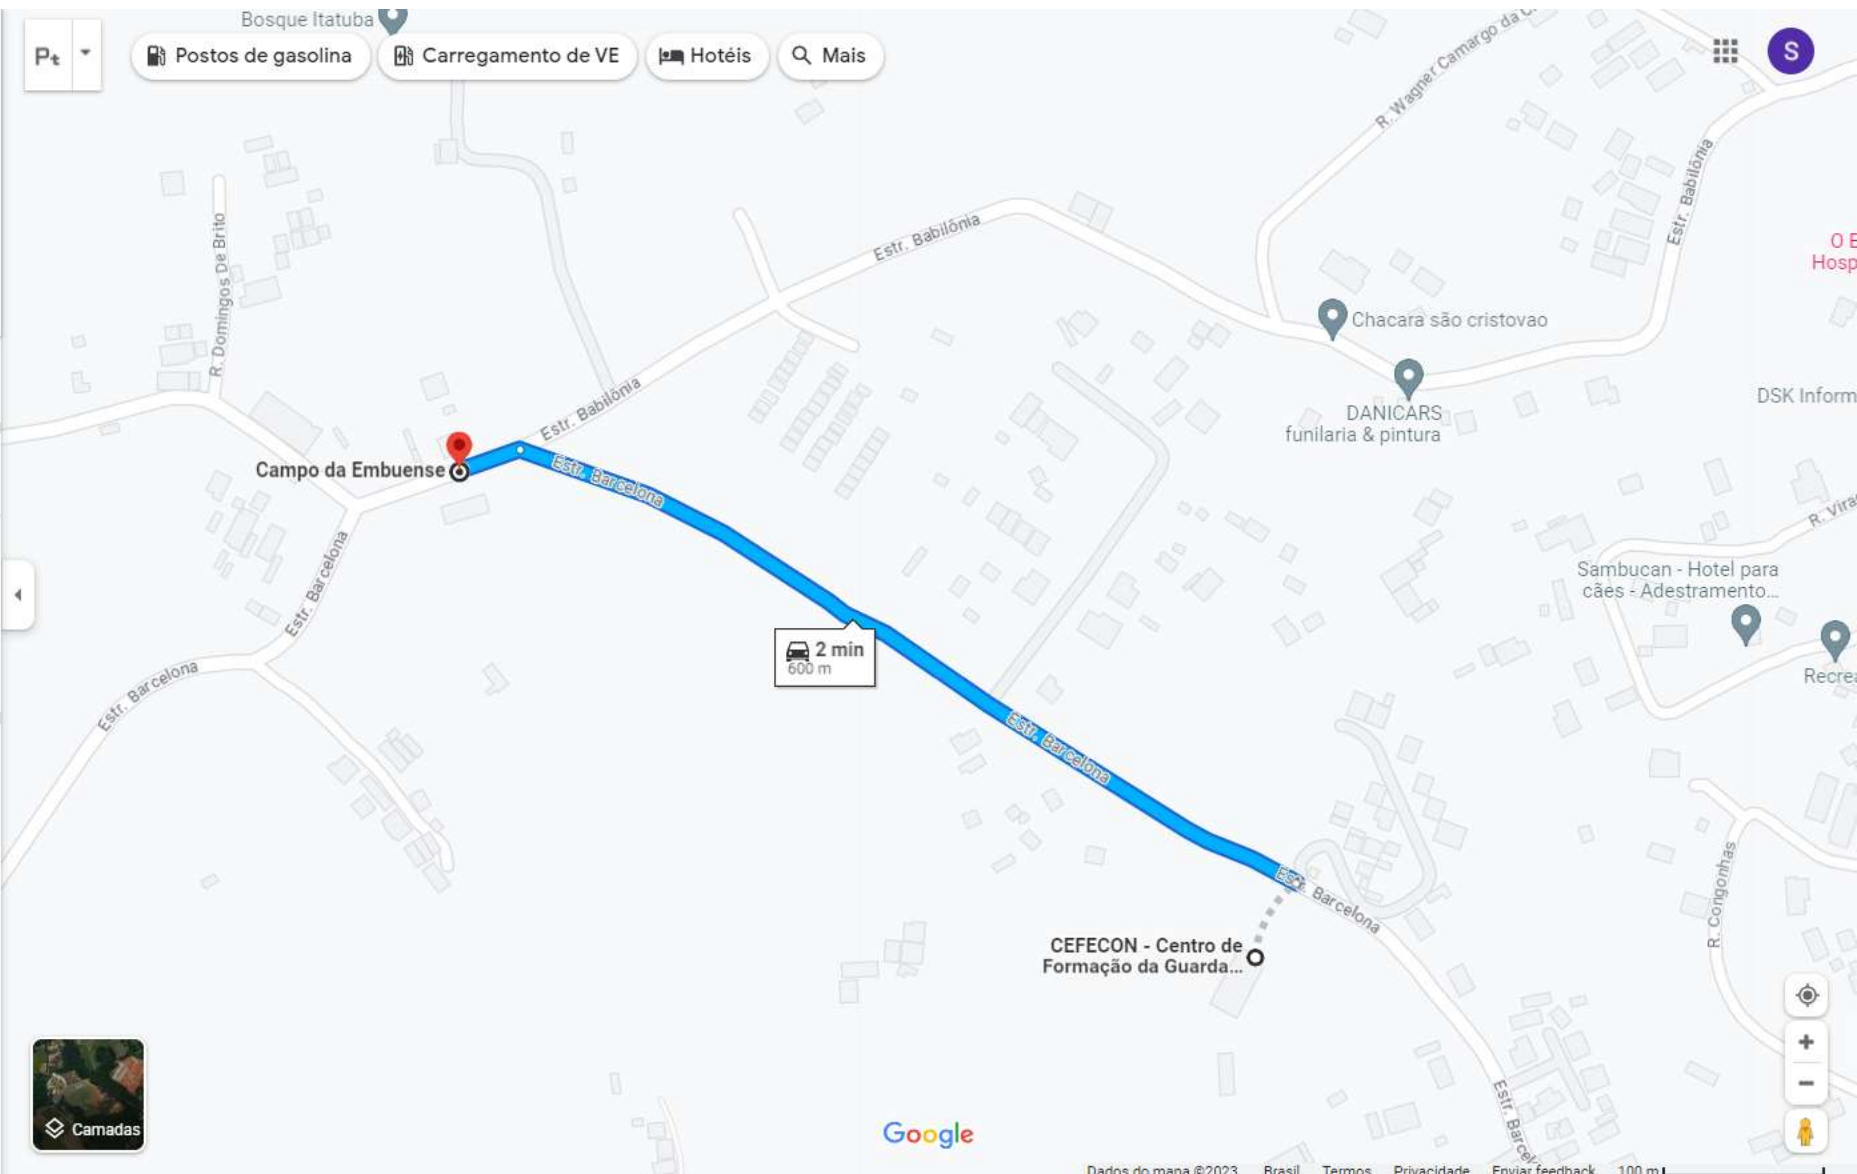 Bosque Itatuba
Postos de gasolina
Carregamento de VE
Hotéis
Mais
S
R. Wagner Camargo da
Estr. Babilônia
R. Domingos De Brito
Estr. Babilônia
Chacara são cristovao
DANICARS
funilaria & pintura
DSK Inform
Estr. Babilônia
Campo da Embuense
Estr. Barcelona
Estr. Barcelona
Estr. Barcelona
Sambucan - Hotel para
cães - Adestramento...
2 min
600 m
Estr. Barcelona
R. Congonhas
Estr. Barcelona
CEFECON - Centro de
Formação da Guarda...
Camadas
Google
Dados do mapa ©2023 Brasil Termos Privacidade Enviar feedback 100 m